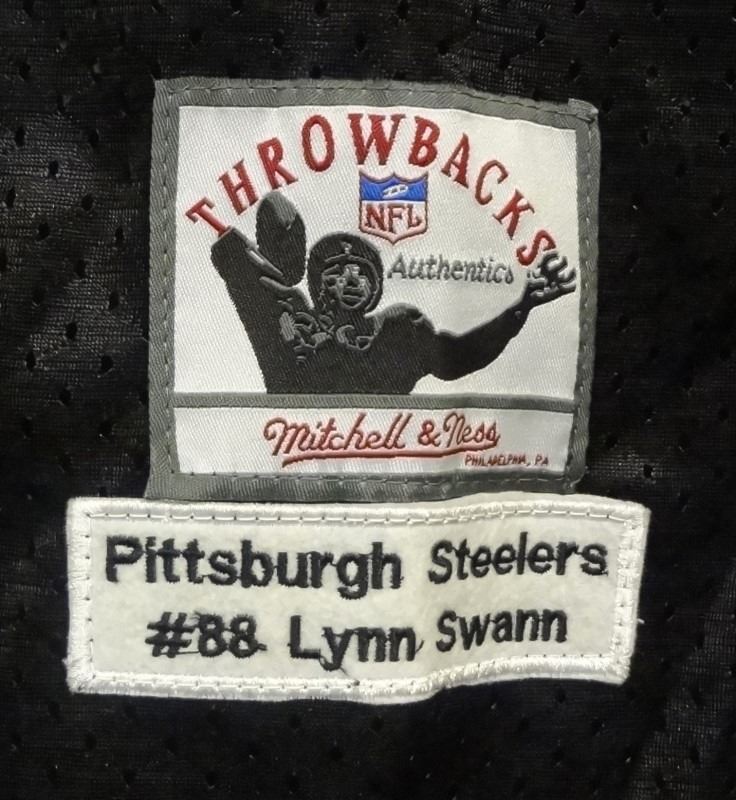 THROWBACKS
NFL
Authentics
Mitchell & Ness
PHILADELPHIA, PA
Pittsburgh Steelers
#88 Lynn Swann